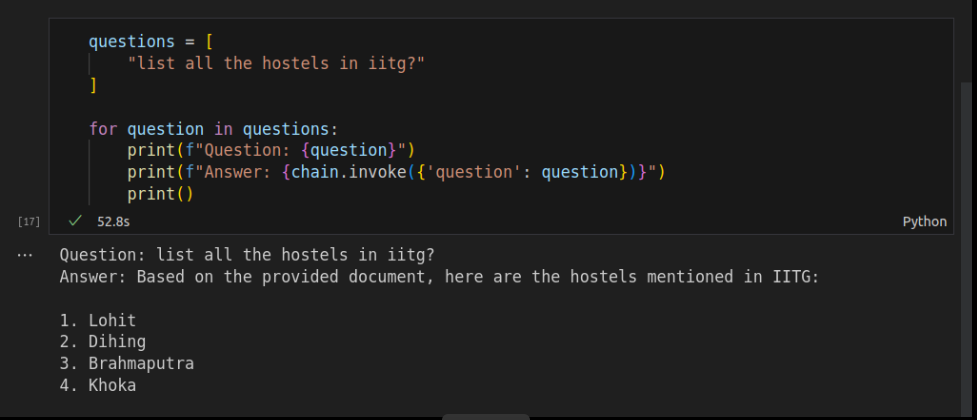 questions = [
"list all the hostels in iitg?"
]
for question in questions:
print(f"Question: {question}")
print(f"Answer: {chain.invoke({'question': question})}")
print()
[17] ✓ 52.8s Python
... Question: list all the hostels in iitg?
Answer: Based on the provided document, here are the hostels mentioned in IITG:
1. Lohit
2. Dihing
3. Brahmaputra
4. Khoka